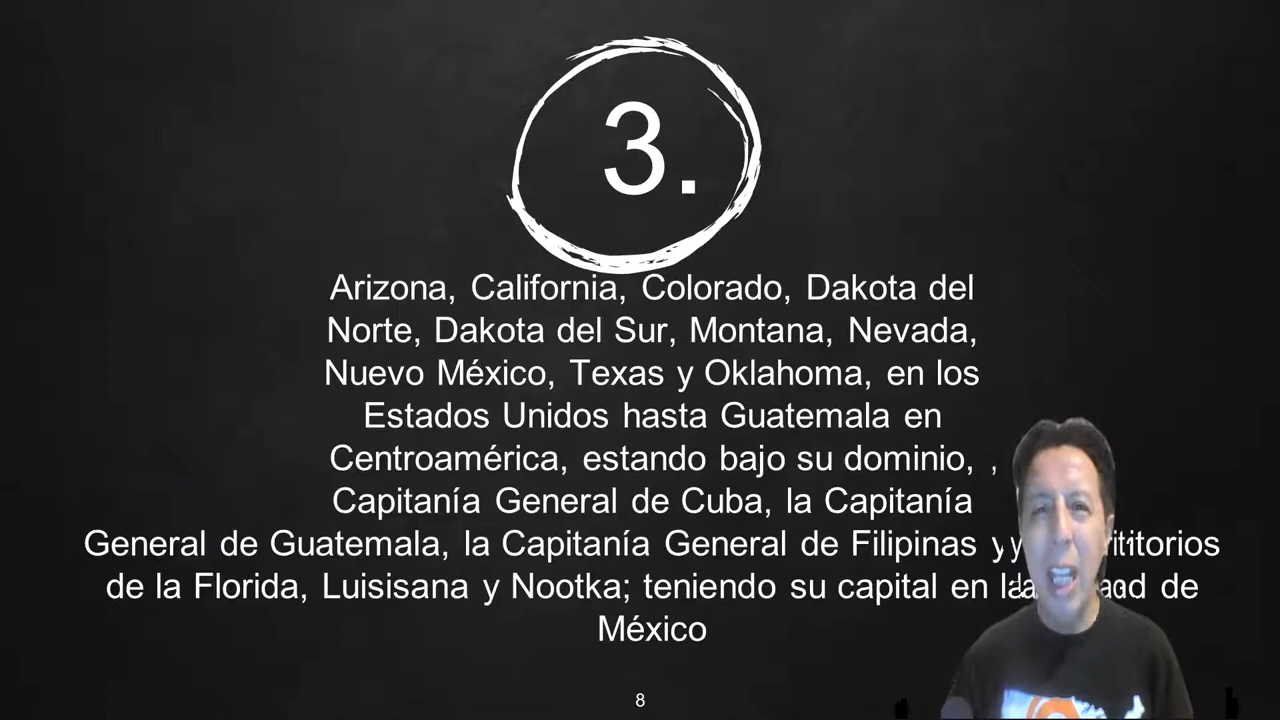 3.
Arizona, California, Colorado, Dakota del
Norte, Dakota del Sur, Montana, Nevada,
Nuevo México, Texas y Oklahoma, en los
Estados Unidos hasta Guatemala en
Centroamérica, estando bajo su dominio, ,
Capitanía General de Cuba, la Capitanía
General de Guatemala, la Capitanía General de Filipinas y
de la Florida, Luisisana y Nootka; teniendo su capital en de
México
8